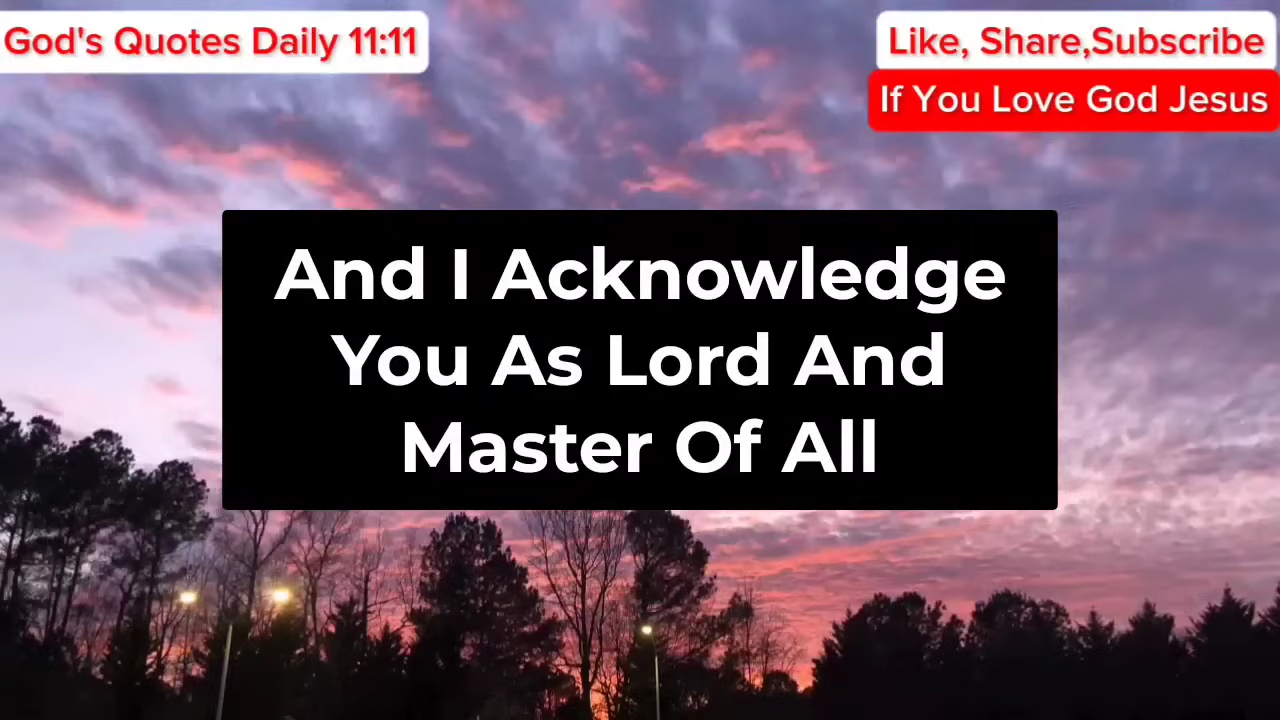 God's Quotes Daily 11:11
Like, Share,Subscribe
If You Love God Jesus
And I Acknowledge
You As Lord And
Master Of All